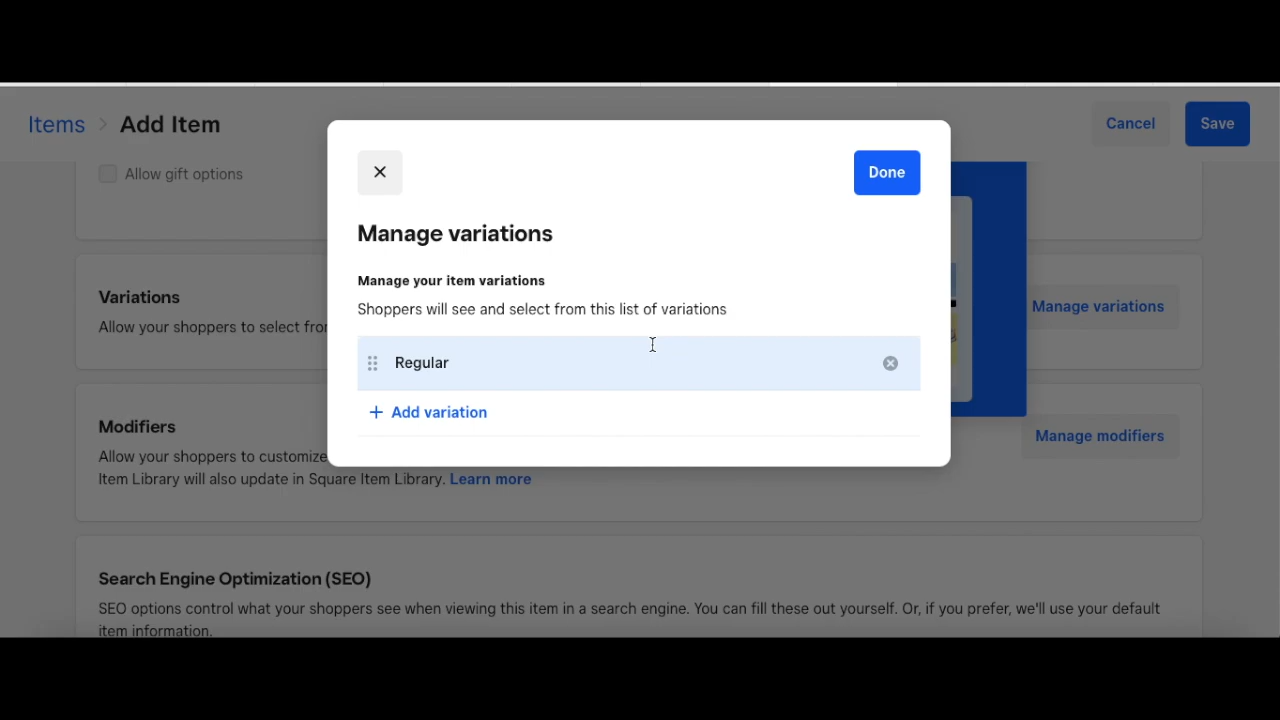 Items > Add Item
Cancel
Save
Allow gift options
Done
Manage variations
Manage your item variations
Shoppers will see and select from this list of variations
Regular
+ Add variation
Variations
Allow your shoppers to select from
Manage variations
Modifiers
Allow your shoppers to customize
Item Library will also update in Square Item Library. Learn more
Manage modifiers
Search Engine Optimization (SEO)
SEO options control what your shoppers see when viewing this item in a search engine. You can fill these out yourself. Or, if you prefer, we'll use your default
item information.